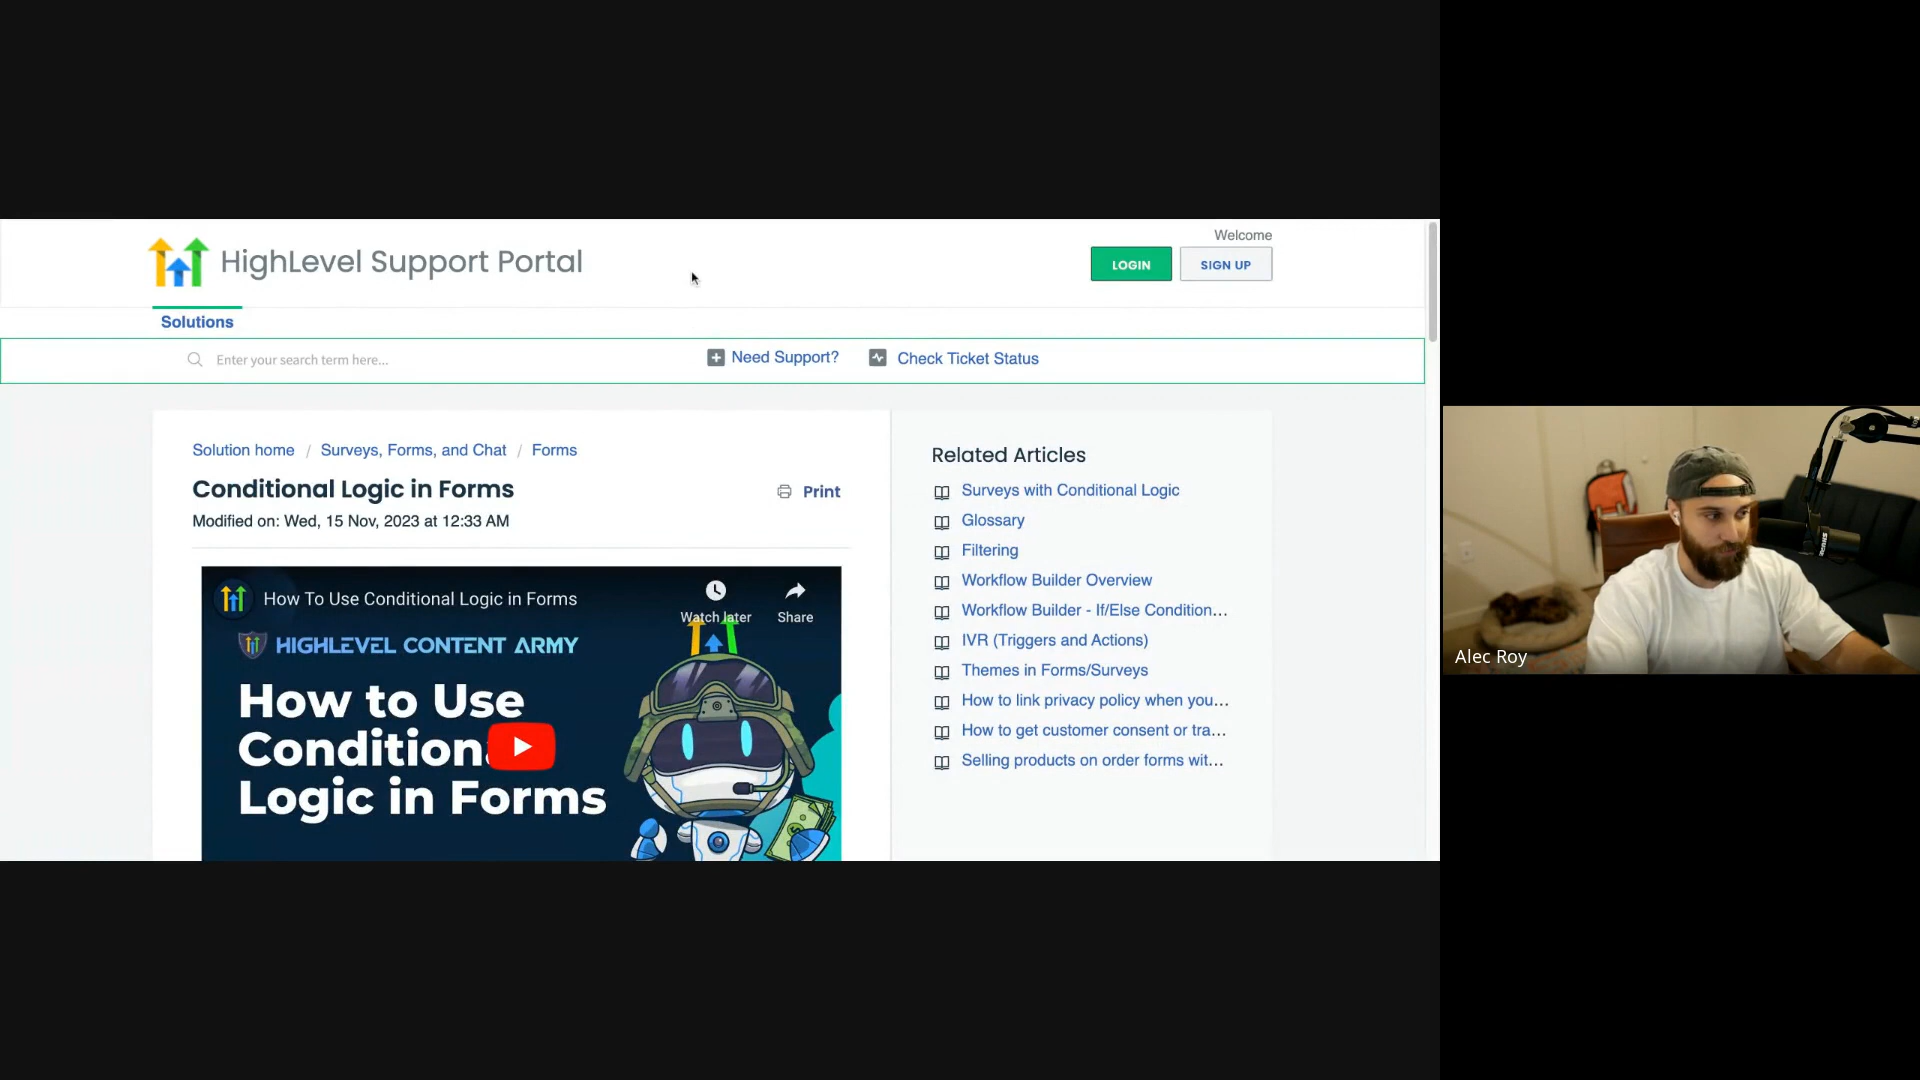 Welcome
HighLevel Support Portal
LOGIN
SIGN UP
Solutions
Enter your search term here...
Need Support?
Check Ticket Status
Solution home / Surveys, Forms, and Chat / Forms
Conditional Logic in Forms
Print
Modified on: Wed, 15 Nov, 2023 at 12:33 AM
How To Use Conditional Logic in Forms
Watch later
Share
HIGHLEVEL CONTENT ARMY
How to Use
Condition
Logic in Forms
Related Articles
Surveys with Conditional Logic
Glossary
Filtering
Workflow Builder Overview
Workflow Builder - If/Else Condition...
IVR (Triggers and Actions)
Themes in Forms/Surveys
How to link privacy policy when you...
How to get customer consent or tra...
Selling products on order forms wit...
SHURE
Alec Roy